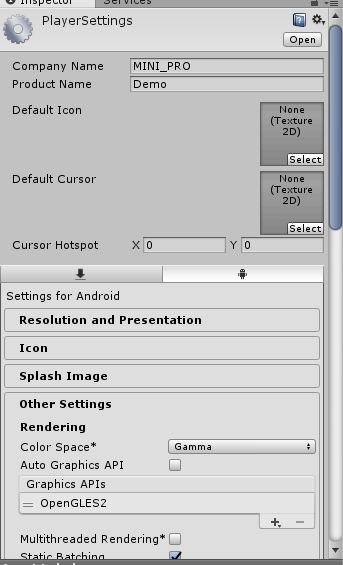 Inspector
Services
PlayerSettings
Open
Company Name MINI_PRO
Product Name Demo
Default Icon
None
(Texture
2D)
Select
Default Cursor
None
(Texture
2D)
Select
Cursor Hotspot X 0 Y 0
Settings for Android
Resolution and Presentation
Icon
Splash Image
Other Settings
Rendering
Color Space* Gamma
Auto Graphics API
Graphics APIs
OpenGLES2
Multithreaded Rendering*
Static Batching